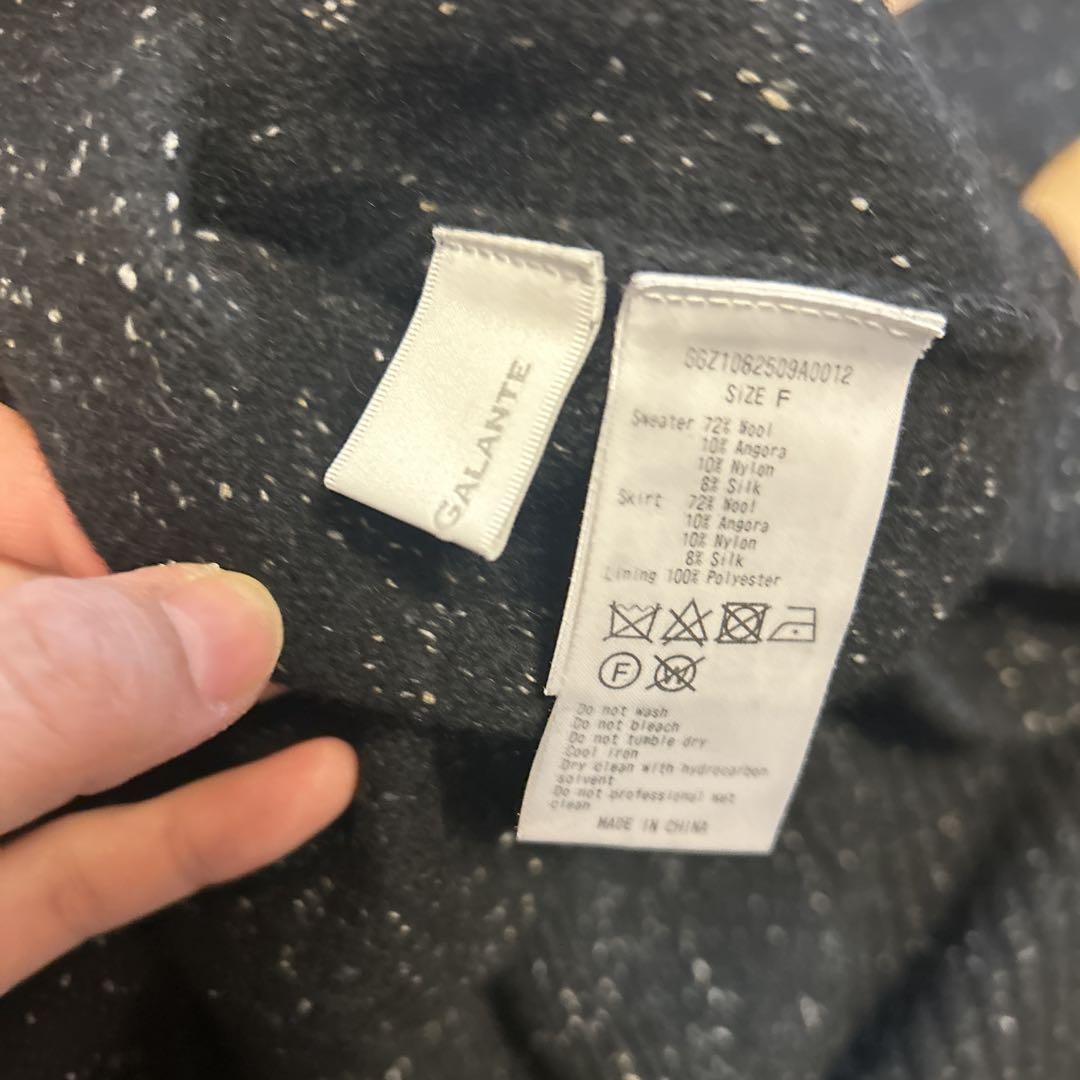 GALANTE
SGZ1062509A0012
SIZE F
Sweater 72% Wool
10% Angora
10% Nylon
8% Silk
Skirt 72% Wool
10% Angora
10% Nylon
8% Silk
Lining 100% Polyester
F W
Do not wash
Do not bleach
Do not tumble dry
Cool iron
Dry clean with hydrocarbon
solvent
Do not professional wet
clean
MADE IN CHINA